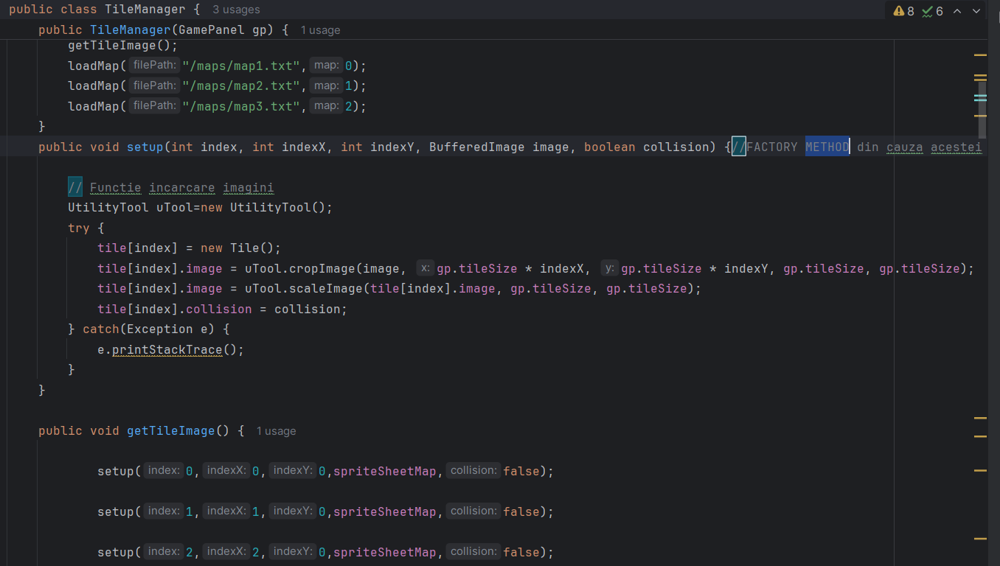 public class TileManager { 3 usages 8 6
public TileManager(GamePanel gp) { 1 usage
getTileImage();
loadMap( filePath: "/maps/map1.txt", map: 0);
loadMap( filePath: "/maps/map2.txt", map: 1);
loadMap( filePath: "/maps/map3.txt", map: 2);
}
public void setup(int index, int indexX, int indexY, BufferedImage image, boolean collision) {//FACTORY METHOD din cauza acestei
// Functie incarcare imagini
UtilityTool uTool=new UtilityTool();
try {
tile[index] = new Tile();
tile[index].image = uTool.cropImage(image, x: gp.tileSize * indexX, y: gp.tileSize * indexY, gp.tileSize, gp.tileSize);
tile[index].image = uTool.scaleImage(tile[index].image, gp.tileSize, gp.tileSize);
tile[index].collision = collision;
} catch(Exception e) {
e.printStackTrace();
}
}
public void getTileImage() { 1 usage
setup( index: 0, indexX: 0, indexY: 0,spriteSheetMap, collision: false);
setup( index: 1, indexX: 1, indexY: 0,spriteSheetMap, collision: false);
setup( index: 2, indexX: 2, indexY: 0,spriteSheetMap, collision: false);